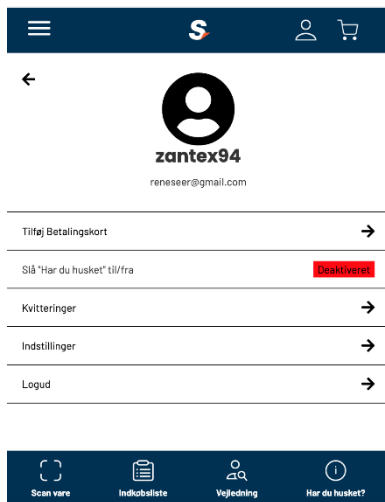 S
zantex94
reneseer@gmail.com
Tilføj Betalingskort
Slå "Har du husket" til/fra
Deaktiveret
Kvitteringer
Indstillinger
Logud
Scan vare
Indkøbsliste
Vejledning
Har du husket?